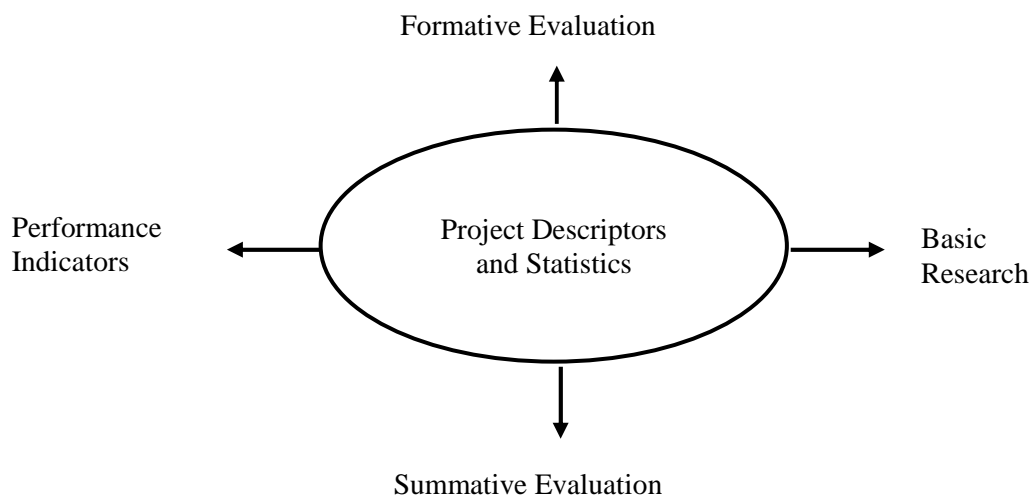 Formative Evaluation
Performance
Indicators
Project Descriptors
and Statistics
Basic
Research
Summative Evaluation